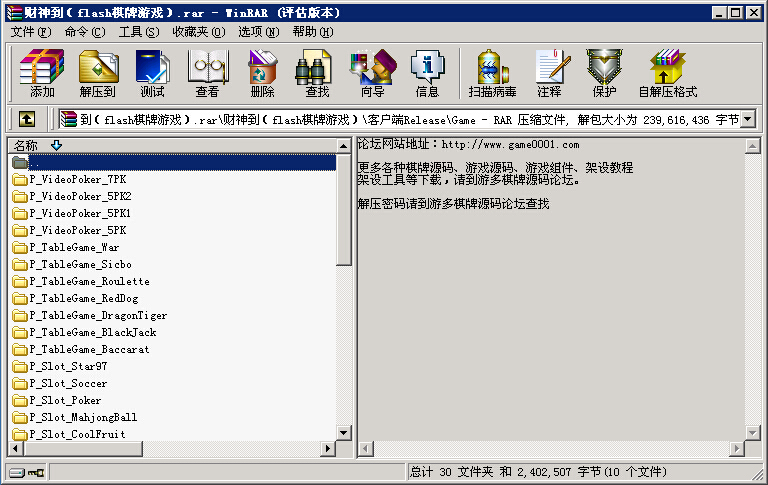 财神到(flash棋牌游戏).rar - WinRAR (评估版本)
文件(F) 命令(C) 工具(S) 收藏夹(O) 选项(N) 帮助(H)
添加 解压到 测试 查看 删除 查找 向导 信息 扫描病毒 注释 保护 自解压格式
到(flash棋牌游戏).rar\财神到(flash棋牌游戏)\客户端Release\Game - RAR 压缩文件, 解包大小为 239,616,436 字节
名称
..
P_VideoPoker_7PK
P_VideoPoker_5PK2
P_VideoPoker_5PK1
P_VideoPoker_5PK
P_TableGame_War
P_TableGame_Sicbo
P_TableGame_Roulette
P_TableGame_RedDog
P_TableGame_DragonTiger
P_TableGame_BlackJack
P_TableGame_Baccarat
P_Slot_Star97
P_Slot_Soccer
P_Slot_Poker
P_Slot_MahjongBall
P_Slot_CoolFruit
论坛网站地址：http://www.game0001.com
更多各种棋牌源码、游戏源码、游戏组件、架设教程
架设工具等下载，请到游多棋牌源码论坛。
解压密码请到游多棋牌源码论坛查找
总计 30 文件夹 和 2,402,507 字节(10 个文件)